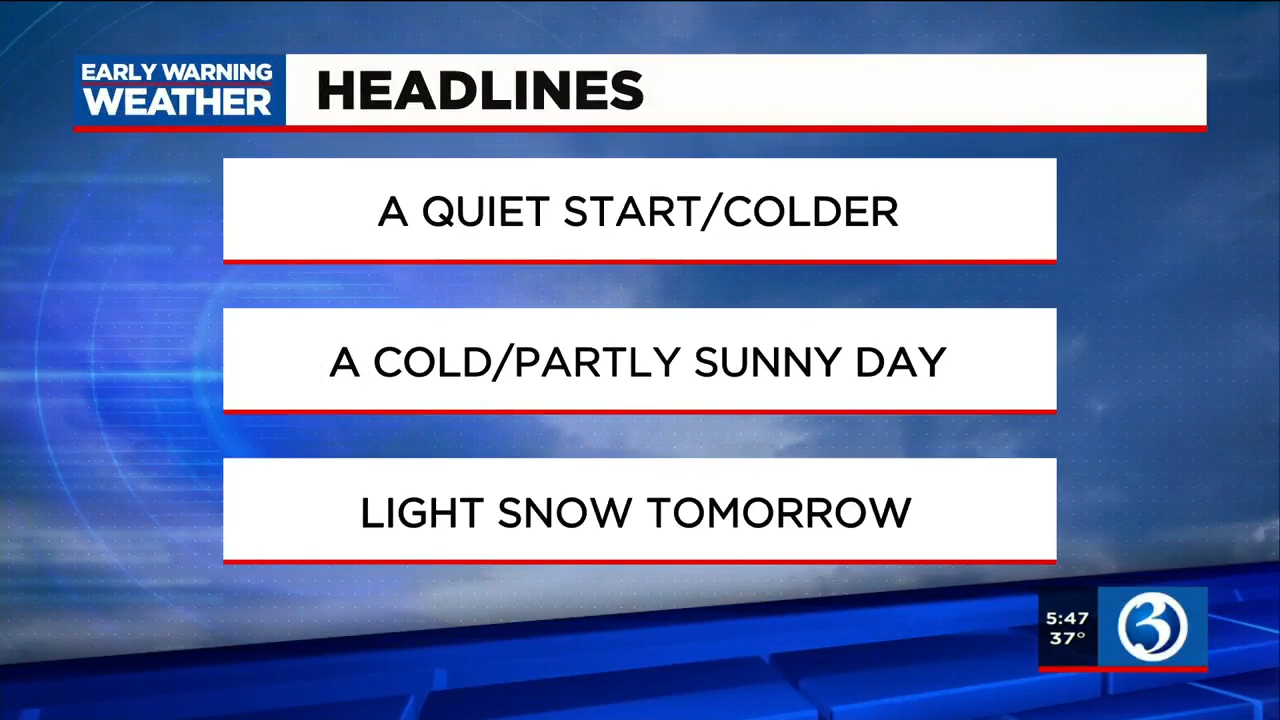 EARLY WARNING
WEATHER
HEADLINES
A QUIET START/COLDER
A COLD/PARTLY SUNNY DAY
LIGHT SNOW TOMORROW
5:47
37°
3